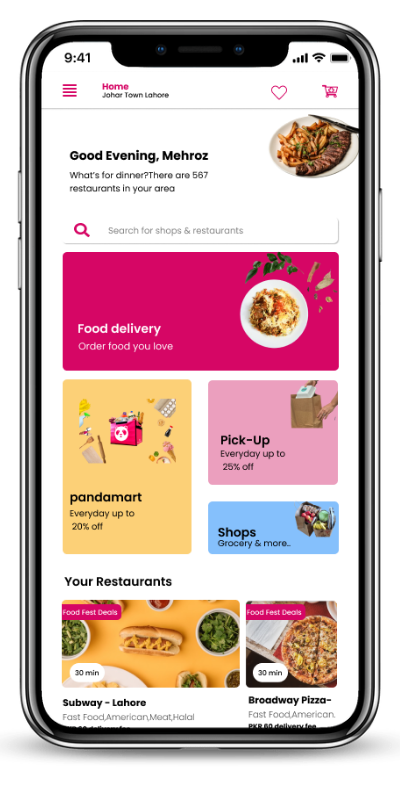 9:41
Home
Johar Town Lahore
Good Evening, Mehroz
What's for dinner?There are 567
restaurants in your area
Search for shops & restaurants
Food delivery
Order food you love
pandamart
Everyday up to
20% off
Pick-Up
Everyday up to
25% off
Shops
Grocery & more..
Your Restaurants
Food Fest Deals
30 min
Subway - Lahore
Fast Food,American,Meat,Halal
Food Fest Deals
30 min
Broadway Pizza-
Fast Food,American.
PKR 60 delivery fee